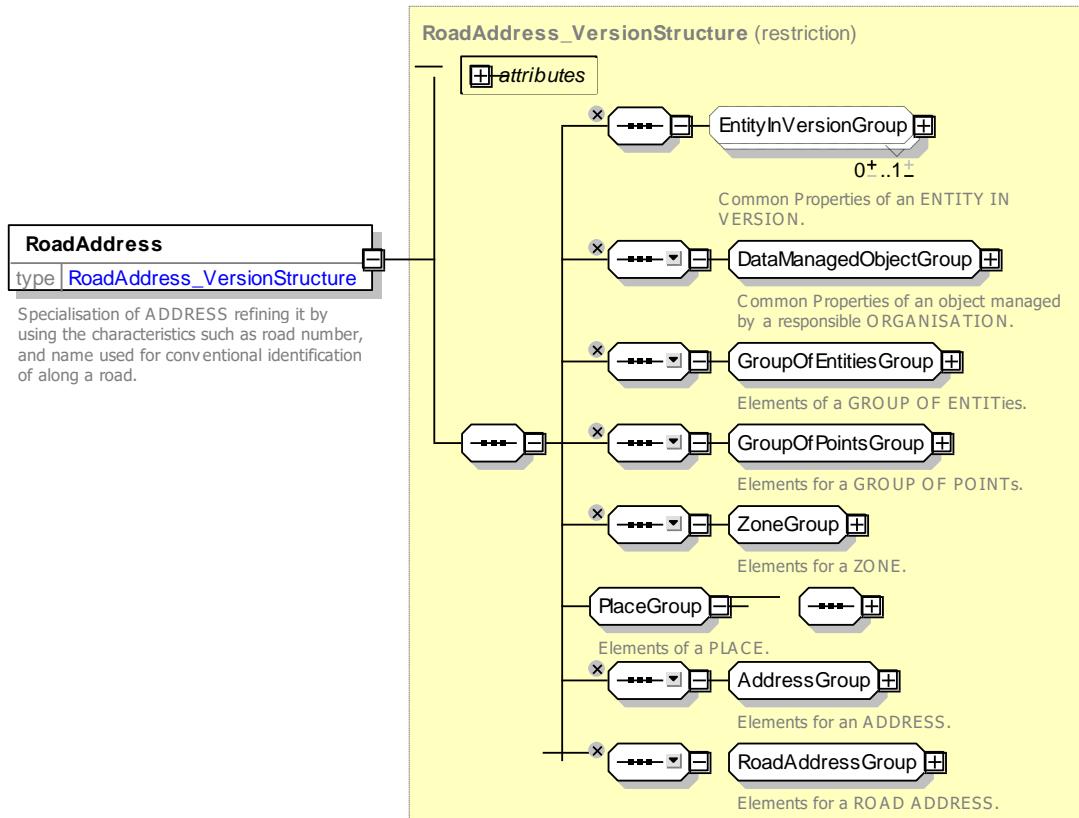 RoadAddress_VersionStructure (restriction)
attributes
EntityInVersionGroup
0..1
Common Properties of an ENTITY IN
VERSION.
RoadAddress
type RoadAddress_VersionStructure
Specialisation of ADDRESS refining it by
using the characteristics such as road number,
and name used for conventional identification
of along a road.
DataManagedObjectGroup
Common Properties of an object managed
by a responsible ORGANISATION.
GroupOfEntitiesGroup
Elements of a GROUP OF ENTITies.
GroupOfPointsGroup
Elements for a GROUP OF POINTs.
ZoneGroup
Elements for a ZONE.
PlaceGroup
Elements of a PLACE.
AddressGroup
Elements for an ADDRESS.
RoadAddressGroup
Elements for a ROAD ADDRESS.